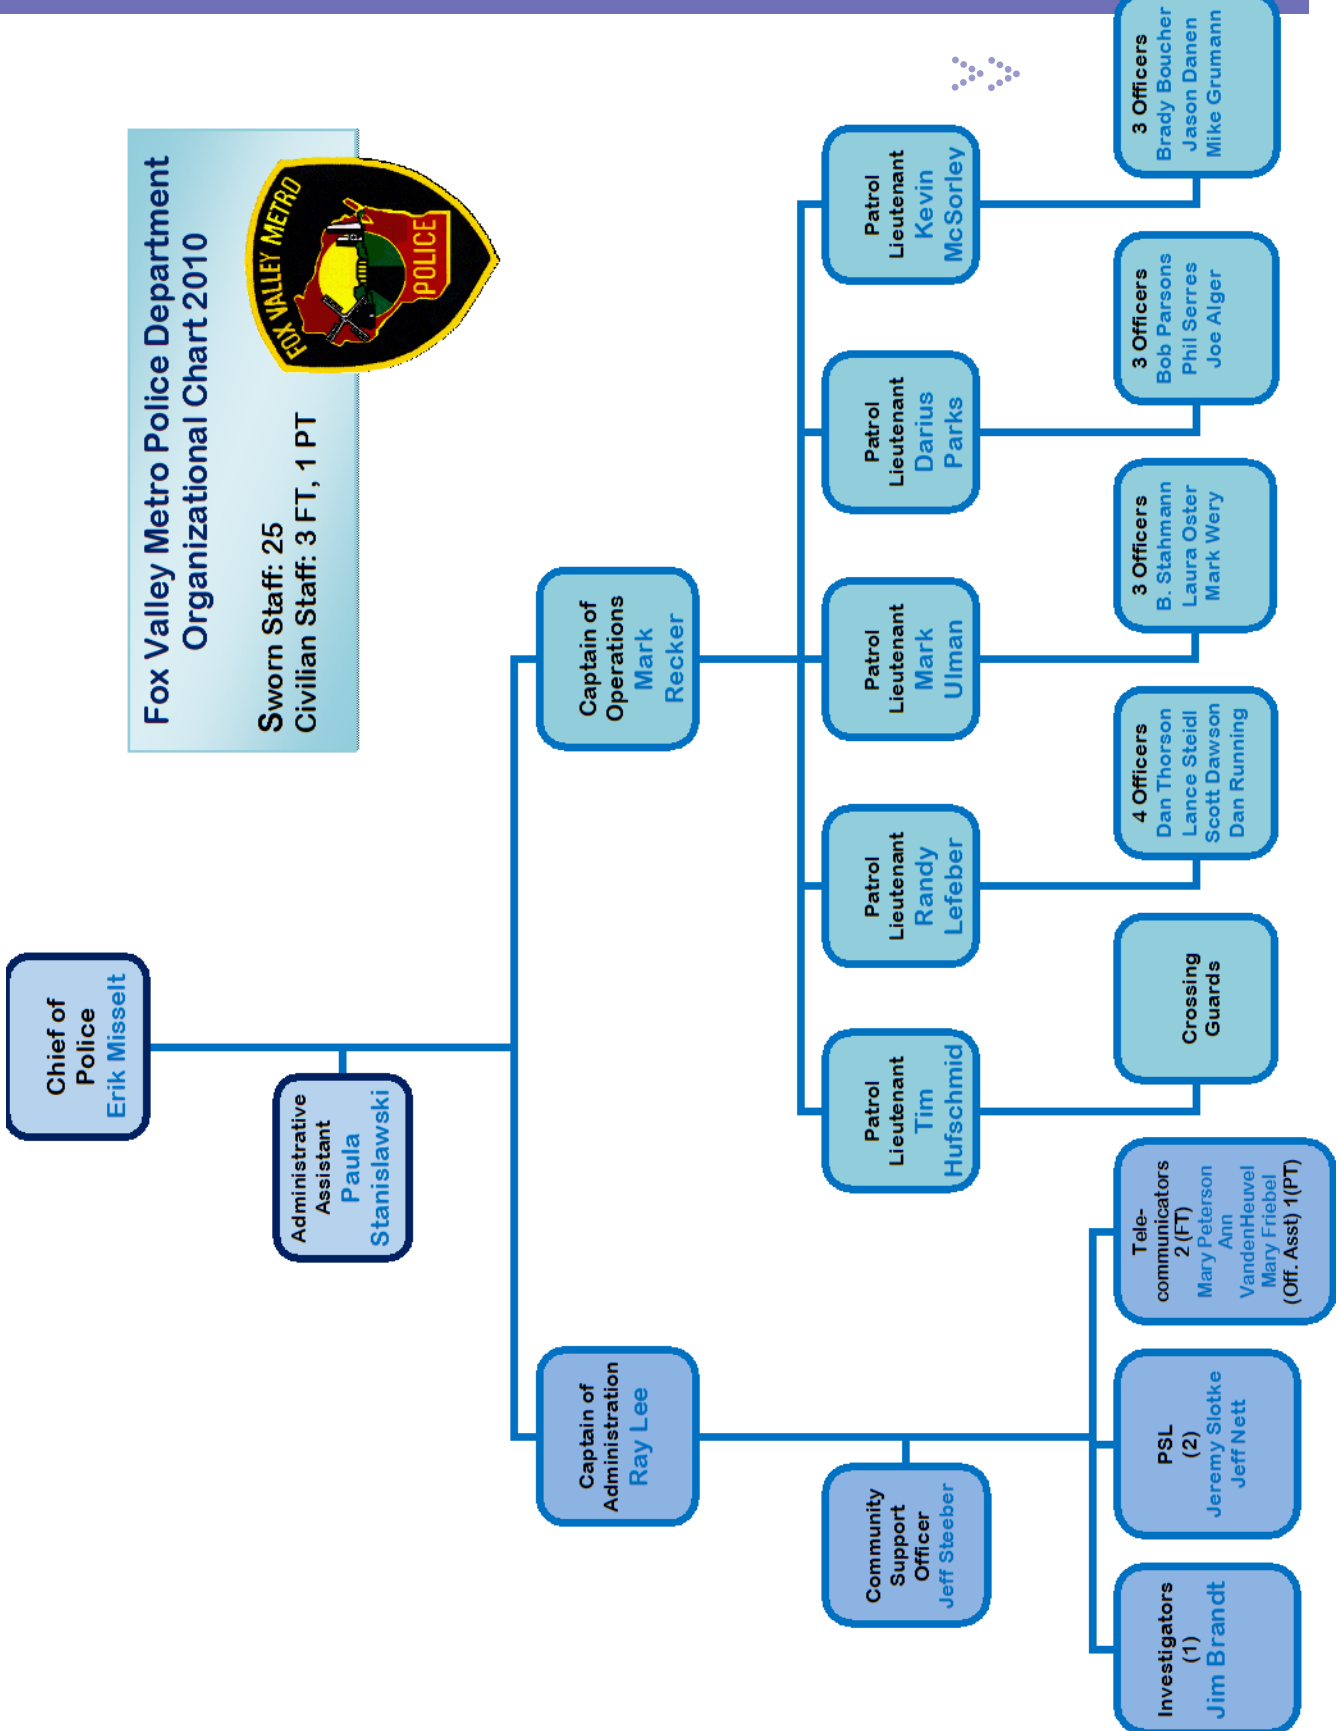 Fox Valley Metro Police Department
Organizational Chart 2010
Sworn Staff: 25
Civilian Staff: 3 FT, 1 PT
FOX VALLEY METRO
POLICE
Chief of
Police
Erik Misselt
Administrative
Assistant
Paula
Stanislawski
Captain of
Administration
Ray Lee
Captain of
Operations
Mark
Recker
Community
Support
Officer
Jeff Steeber
Patrol
Lieutenant
Tim
Hufschmid
Patrol
Lieutenant
Randy
Lefeber
Patrol
Lieutenant
Mark
Ulman
Patrol
Lieutenant
Darius
Parks
Patrol
Lieutenant
Kevin
McSorley
Investigators
(1)
Jim Brandt
PSL
(2)
Jeremy Slotke
Jeff Nett
Tele-
communicators
2 (FT)
Mary Peterson
Ann
VandenHeuvel
Mary Friebel
(Off. Asst) 1(PT)
Crossing
Guards
4 Officers
Dan Thorson
Lance Steidl
Scott Dawson
Dan Running
3 Officers
B. Stahmann
Laura Oster
Mark Wery
3 Officers
Bob Parsons
Phil Serres
Joe Alger
3 Officers
Brady Boucher
Jason Danen
Mike Grumann